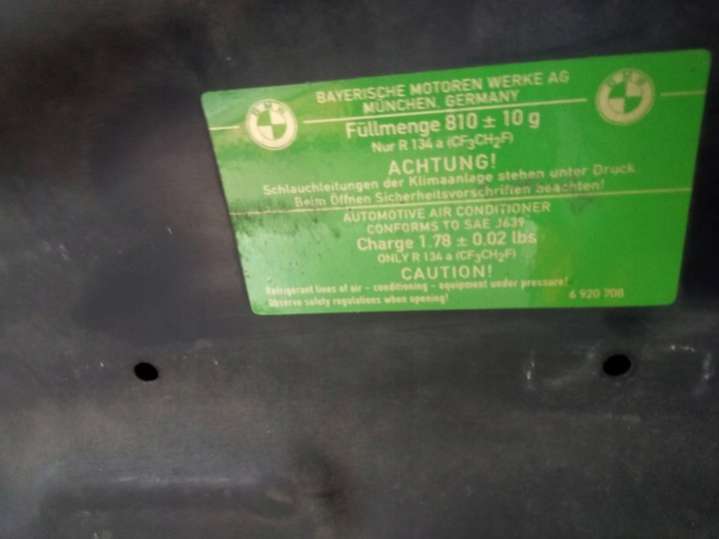 BAYERISCHE MOTOREN WERKE AG
MÜNCHEN, GERMANY
Füllmenge 810 ± 10 g
Nur R 134 a (CF₃CH₂F)
ACHTUNG!
Schlauchleitungen der Klimaanlage stehen unter Druck
Beim Öffnen Sicherheitsvorschriften beachten!
AUTOMOTIVE AIR CONDITIONER
CONFORMS TO SAE J639
Charge 1.78 ± 0.02 lbs
ONLY R 134 a (CF₃CH₂F)
CAUTION!
Refrigerant lines of air - conditioning - equipment under pressure!
Observe safety regulations when opening!
6 920 708